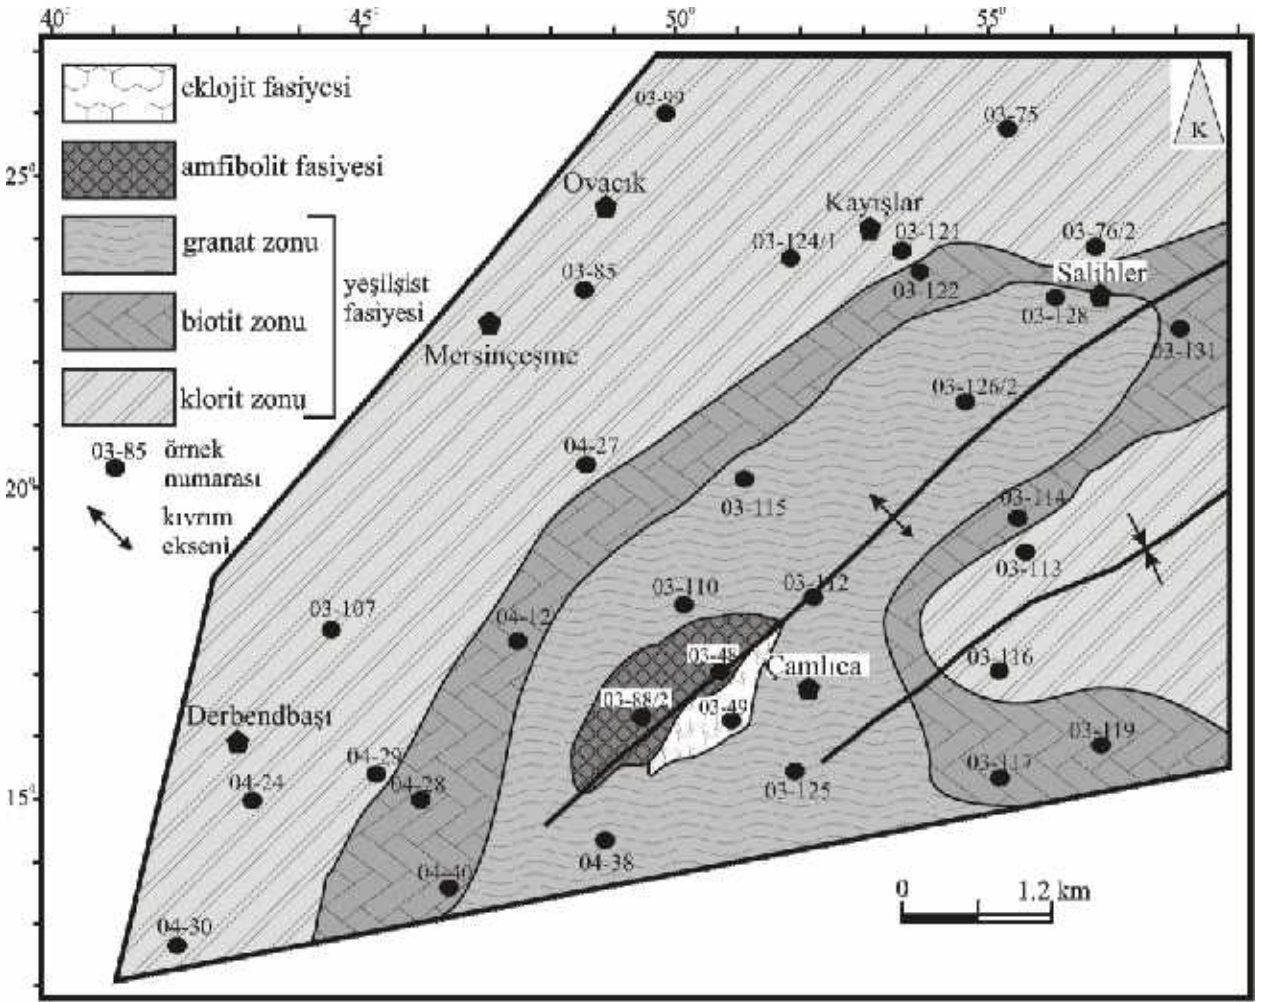 40°
45°
50°
55°
25°
20°
15°
eklojit fasiyesi
amfibolit fasiyesi
granat zonu
biotit zonu
klorit zonu
yeşilşist
fasiyesi
03-85
örnek
numarası
kıvrım
ekseni
K
03-99
03-75
Ovacık
Kayışlar
03-124/1
03-121
03-76/2
03-122
Salihler
03-85
03-128
Mersinçeşme
03-131
03-126/2
04-27
03-115
03-114
03-113
03-110
03-112
03-107
04-12
03-48
Çamlıca
03-116
03-88/2
03-49
Derbendbaşı
03-119
04-29
04-28
04-24
03-117
03-125
04-38
04-40
04-30
0
1.2 km